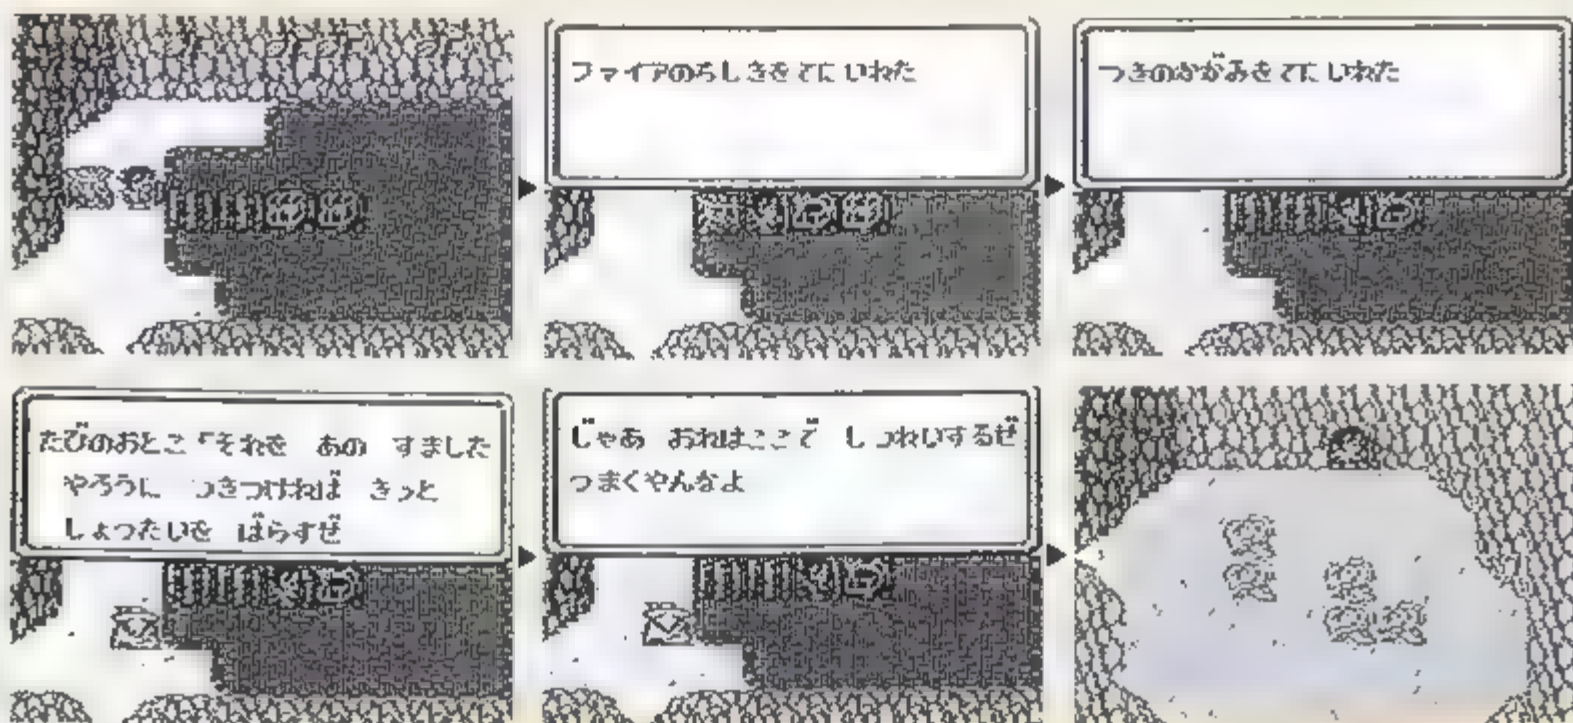 ファイアのちしきをてにいれた
つきのかがみをてにいれた
たびのおとこ「それを　あの　すました
やろうに　つきつければ　きっと
しょうたいを　ばらすぜ
じゃあ　おれはここで　しつれいするぜ
うまくやんなよ